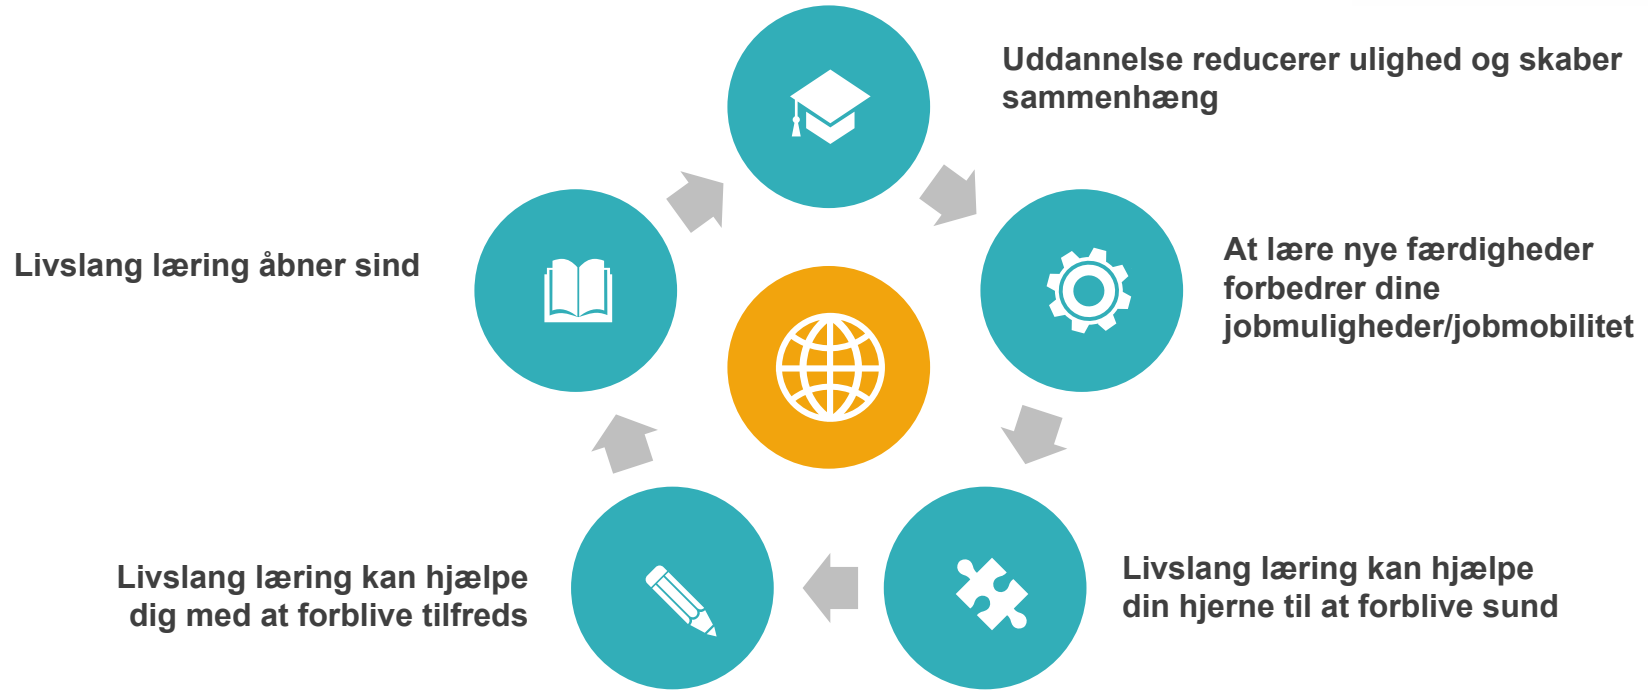 Uddannelse reducerer ulighed og skaber
sammenhæng
At lære nye færdigheder
forbedrer dine
jobmuligheder/jobmobilitet
Livslang læring kan hjælpe
din hjerne til at forblive sund
Livslang læring kan hjælpe
dig med at forblive tilfreds
Livslang læring åbner sind